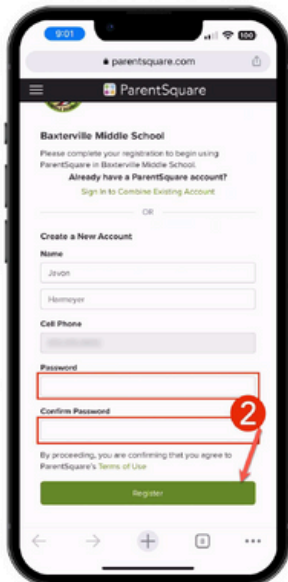 9:01
parentsquare.com
ParentSquare
Baxterville Middle School
Please complete your registration to begin using
ParentSquare in Baxterville Middle School.
Already have a ParentSquare account?
Sign In to Combine Existing Account
OR
Create a New Account
Name
Jevon
Hermeyer
Cell Phone
Password
Confirm Password
2
By proceeding, you are confirming that you agree to
ParentSquare's Terms of Use
Register